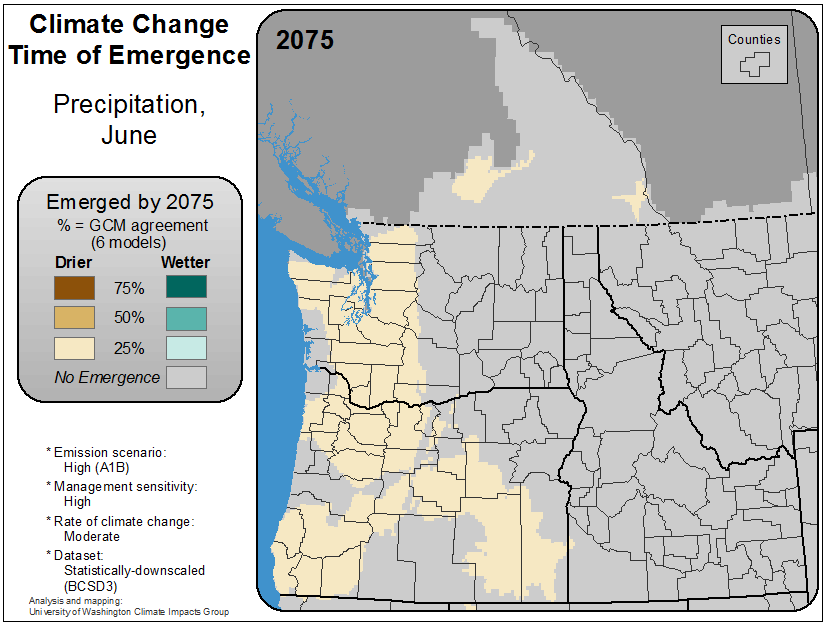 Climate Change
Time of Emergence
Precipitation,
June
Emerged by 2075
% = GCM agreement
(6 models)
Drier Wetter
75%
50%
25%
No Emergence
* Emission scenario:
High (A1B)
* Management sensitivity:
High
* Rate of climate change:
Moderate
* Dataset:
Statistically-downscaled
(BCSD3)
Analysis and mapping:
University of Washington Climate Impacts Group
2075
Counties